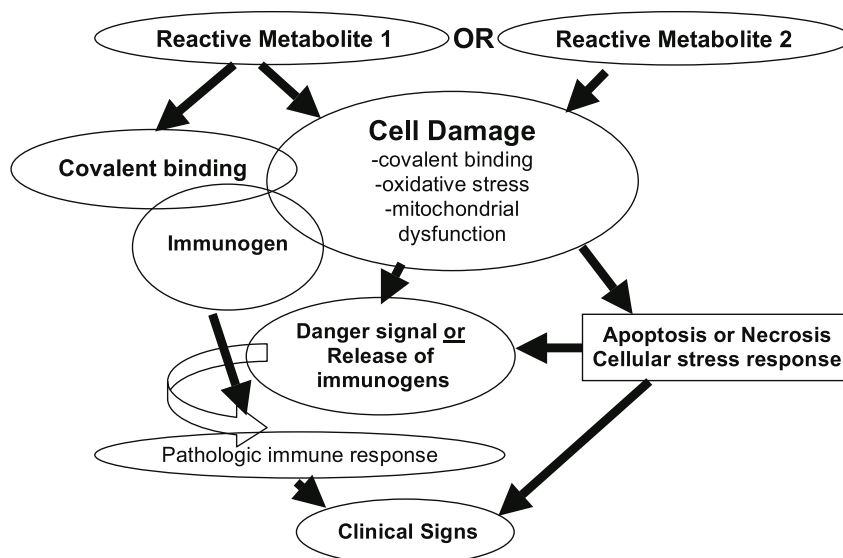 Reactive Metabolite 1 OR Reactive Metabolite 2
Cell Damage
-covalent binding
-oxidative stress
-mitochondrial
dysfunction
Covalent binding
Immunogen
Danger signal or
Release of
immunogens
Apoptosis or Necrosis
Cellular stress response
Pathologic immune response
Clinical Signs